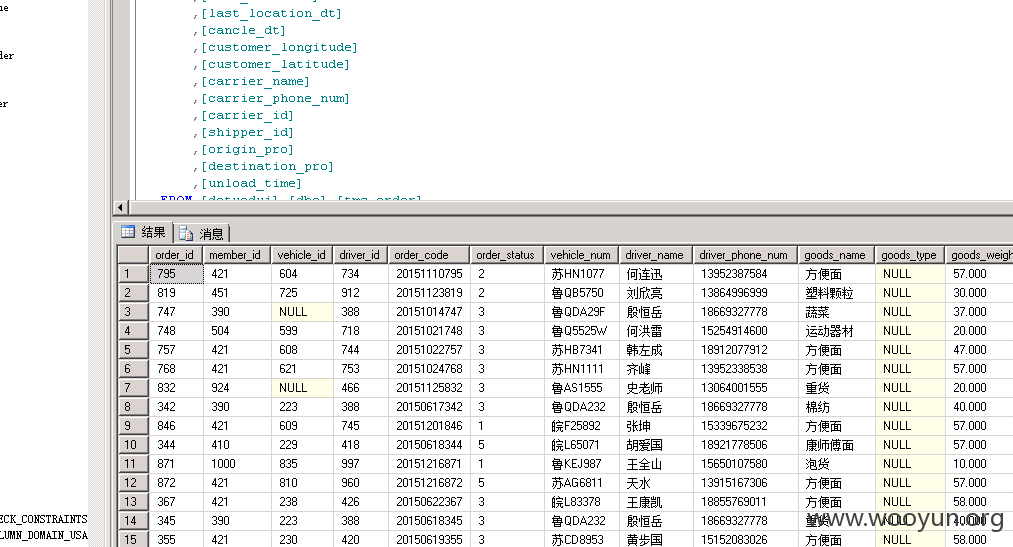 ,[last_location_dt]
,[cancle_dt]
,[customer_longitude]
,[customer_latitude]
,[carrier_name]
,[carrier_phone_num]
,[carrier_id]
,[shipper_id]
,[origin_pro]
,[destination_pro]
,[unload_time]
结果 消息
order_id member_id vehicle_id driver_id order_code order_status vehicle_num driver_name driver_phone_num goods_name goods_type goods_weigh
1 795 421 604 734 20151110795 2 苏HN1077 何连迅 13952387584 方便面 NULL 57.000
2 819 451 725 912 20151123819 2 鲁QB5750 刘欣亮 13864996999 塑料颗粒 NULL 30.000
3 747 390 NULL 388 20151014747 3 鲁QDA29F 殷恒岳 18669327778 蔬菜 NULL 37.000
4 748 504 599 718 20151021748 3 鲁Q5525W 何洪雷 15254914600 运动器材 NULL 20.000
5 757 421 608 744 20151022757 3 苏HB7341 韩左成 18912077912 方便面 NULL 47.000
6 768 421 621 753 20151024768 3 苏HN1111 齐峰 13952338538 方便面 NULL 57.000
7 832 924 NULL 466 20151125832 3 鲁AS1555 史老师 13064001555 重货 NULL 20.000
8 342 390 223 388 20150617342 3 鲁QDA232 殷恒岳 18669327778 棉纺 NULL 40.000
9 846 421 609 745 20151201846 1 皖F25892 张坤 15339675232 方便面 NULL 57.000
10 344 410 229 418 20150618344 5 皖L65071 胡爱国 18921778506 康师傅面 NULL 57.000
11 871 1000 835 997 20151216871 1 鲁KEJ987 王全山 15650107580 泡货 NULL 10.000
12 872 421 810 960 20151216872 5 苏AG6811 天水 13915167306 方便面 NULL 57.000
13 367 421 238 426 20150622367 3 皖L83378 王康凯 18855769011 方便面 NULL 58.000
14 345 390 223 388 20150618345 3 鲁QDA232 殷恒岳 18669327778 NULL 40.000
15 355 421 230 420 20150619355 3 苏CD8953 黄步国 15152083026 方便面 NULL 58.000
ECK_CONSTRAINTS
LUMN_DOMAIN_USA
www.wooyun.org